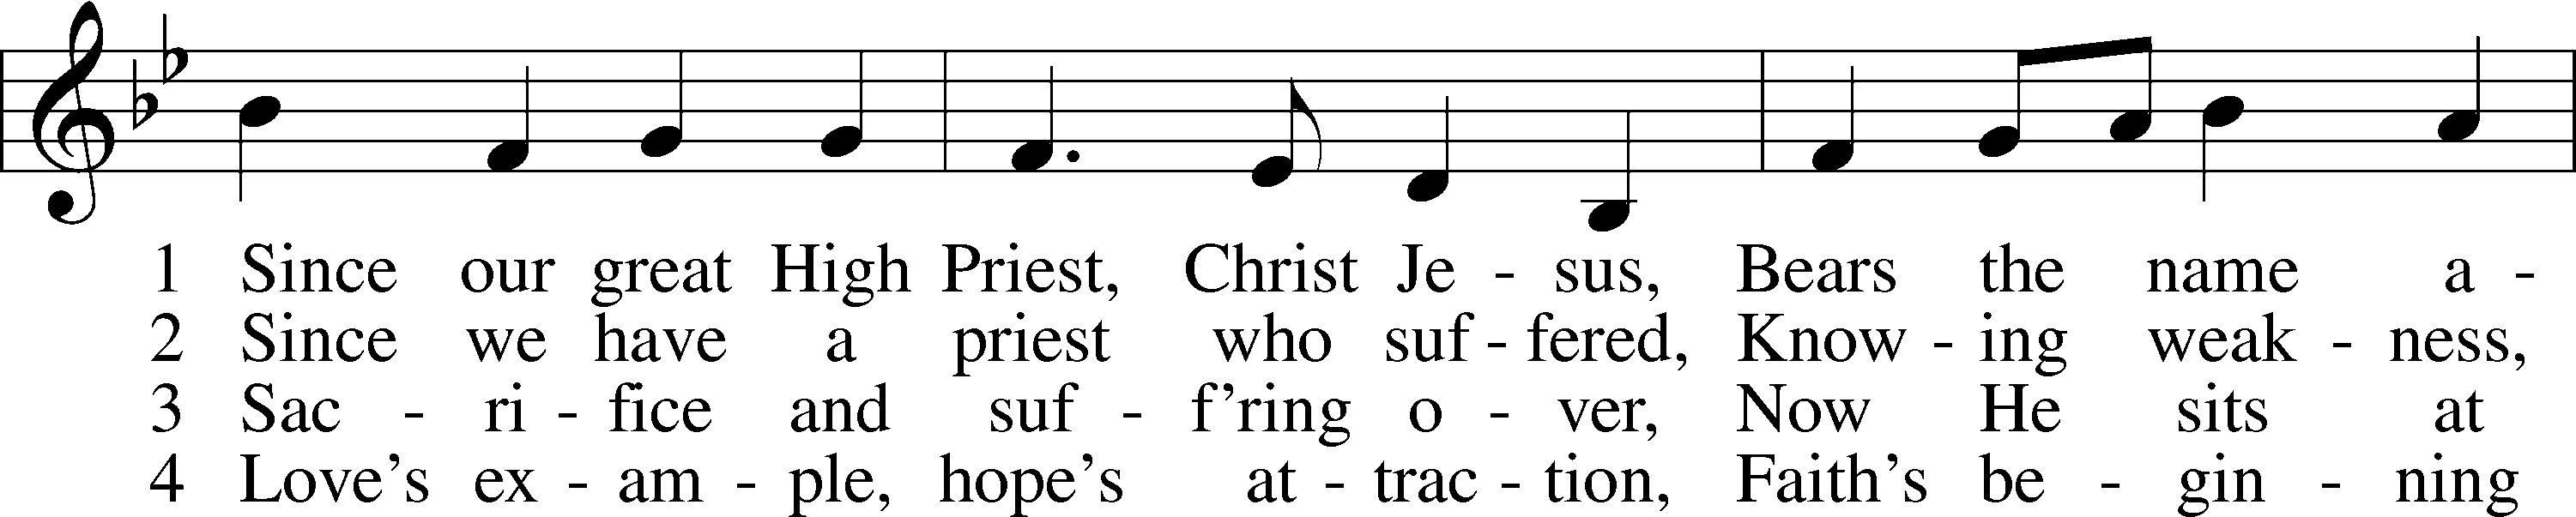 1 Since our great High Priest, Christ Je - sus, Bears the name a -
2 Since we have a priest who suf - fered, Know - ing weak - ness,
3 Sac - ri - fice and suf - f’ring o - ver, Now He sits at
4 Love’s ex - am - ple, hope’s at - trac - tion, Faith’s be - gin - ning